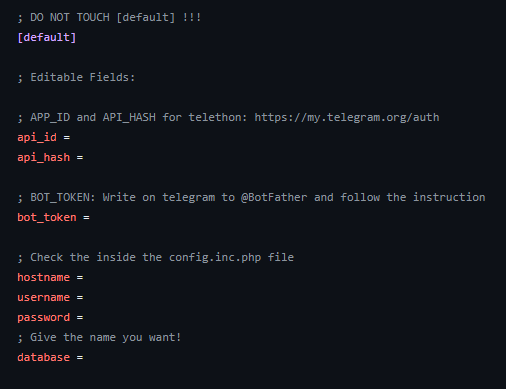 ; DO NOT TOUCH [default] !!!
[default]
; Editable Fields:
; APP_ID and API_HASH for telethon: https://my.telegram.org/auth
api_id =
api_hash =
; BOT_TOKEN: Write on telegram to @BotFather and follow the instruction
bot_token =
; Check the inside the config.inc.php file
hostname =
username =
password =
; Give the name you want!
database =